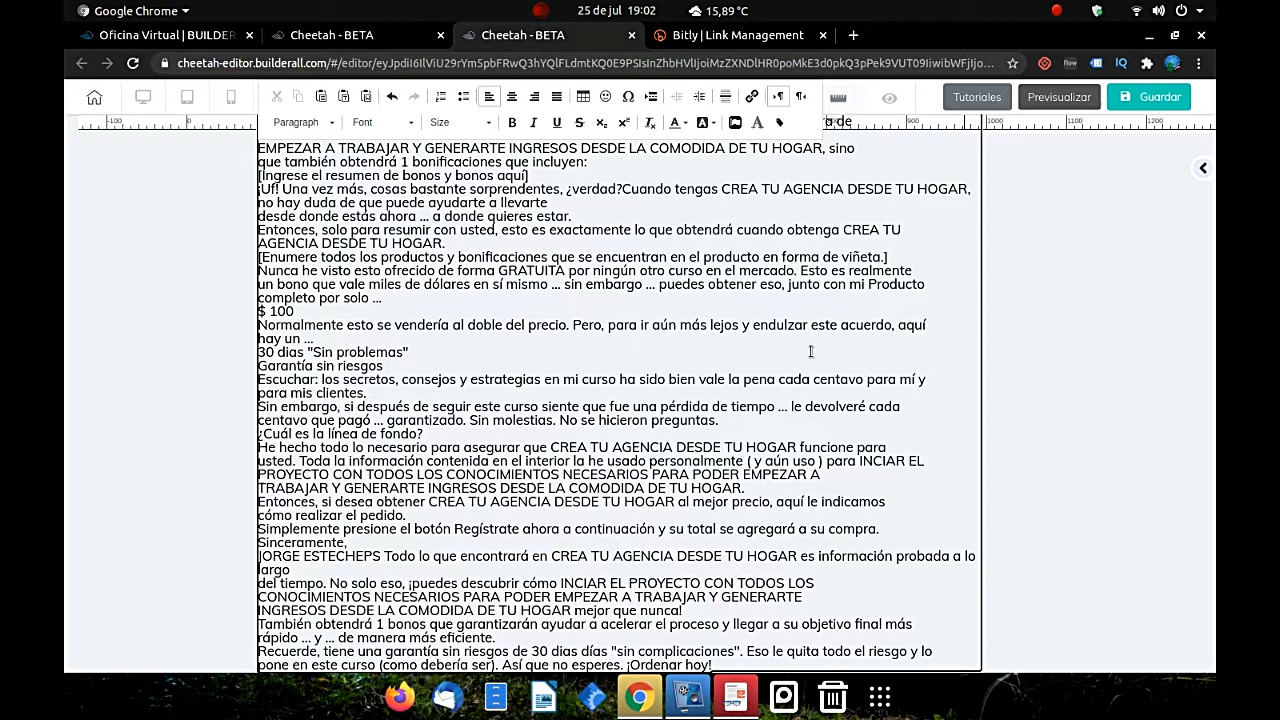 Google Chrome
25 de jul 19:02
15,89 °C
Oficina Virtual | BUILDER
Cheetah - BETA
Cheetah - BETA
Bitly | Link Management
Tutoriales
Previsualizar
Guardar
Paragraph
Font
Size
-100
0
900
1000
1100
1200
a de
EMPEZAR A TRABAJAR Y GENERARTE INGRESOS DESDE LA COMODIDA DE TU HOGAR, sino
que también obtendrá 1 bonificaciones que incluyen:
[Ingrese el resumen de bonos y bonos aquí]
¡Uf! Una vez más, cosas bastante sorprendentes, ¿verdad?Cuando tengas CREA TU AGENCIA DESDE TU HOGAR,
no hay duda de que puede ayudarte a llevarte
desde donde estás ahora ... a donde quieres estar.
Entonces, solo para resumir con usted, esto es exactamente lo que obtendrá cuando obtenga CREA TU
AGENCIA DESDE TU HOGAR.
[Enumere todos los productos y bonificaciones que se encuentran en el producto en forma de viñeta.]
Nunca he visto esto ofrecido de forma GRATUITA por ningún otro curso en el mercado. Esto es realmente
un bono que vale miles de dólares en sí mismo ... sin embargo ... puedes obtener eso, junto con mi Producto
completo por solo ...
$ 100
Normalmente esto se vendería al doble del precio. Pero, para ir aún más lejos y endulzar este acuerdo, aquí
hay un ...
30 dias "Sin problemas"
Garantía sin riesgos
Escuchar: los secretos, consejos y estrategias en mi curso ha sido bien vale la pena cada centavo para mí y
para mis clientes.
Sin embargo, si después de seguir este curso siente que fue una pérdida de tiempo ... le devolveré cada
centavo que pagó ... garantizado. Sin molestias. No se hicieron preguntas.
¿Cuál es la línea de fondo?
He hecho todo lo necesario para asegurar que CREA TU AGENCIA DESDE TU HOGAR funcione para
usted. Toda la información contenida en el interior la he usado personalmente ( y aún uso ) para INCIAR EL
PROYECTO CON TODOS LOS CONOCIMIENTOS NECESARIOS PARA PODER EMPEZAR A
TRABAJAR Y GENERARTE INGRESOS DESDE LA COMODIDA DE TU HOGAR.
Entonces, si desea obtener CREA TU AGENCIA DESDE TU HOGAR al mejor precio, aquí le indicamos
cómo realizar el pedido.
Simplemente presione el botón Regístrate ahora a continuación y su total se agregará a su compra.
Sinceramente,
JORGE ESTECHEPS Todo lo que encontrará en CREA TU AGENCIA DESDE TU HOGAR es información probada a lo
largo
del tiempo. No solo eso, ¡puedes descubrir cómo INCIAR EL PROYECTO CON TODOS LOS
CONOCIMIENTOS NECESARIOS PARA PODER EMPEZAR A TRABAJAR Y GENERARTE
INGRESOS DESDE LA COMODIDA DE TU HOGAR mejor que nunca!
También obtendrá 1 bonos que garantizarán ayudar a acelerar el proceso y llegar a su objetivo final más
rápido ... y ... de manera más eficiente.
Recuerde, tiene una garantía sin riesgos de 30 dias días "sin complicaciones". Eso le quita todo el riesgo y lo
pone en este curso (como debería ser). Así que no esperes. ¡Ordenar hoy!